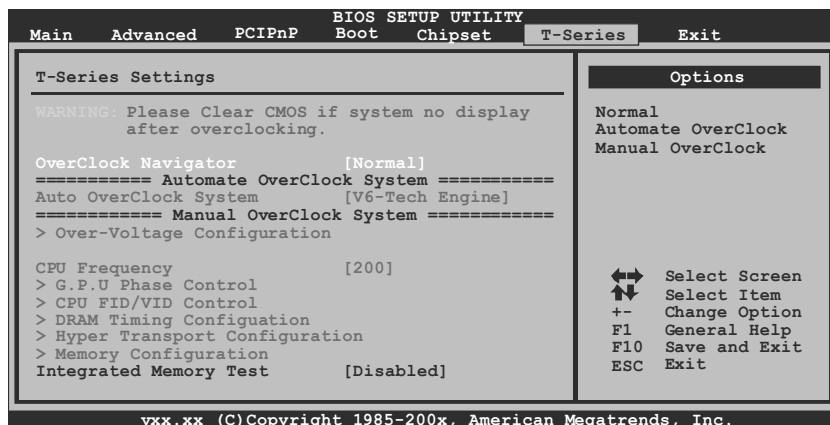 BIOS SETUP UTILITY
Main Advanced PCIPnP Boot Chipset T-Series Exit
T-Series Settings
WARNING: Please Clear CMOS if system no display
after overclocking.
OverClock Navigator [Normal]
=========== Automate OverClock System ===========
Auto OverClock System [V6-Tech Engine]
============ Manual OverClock System ============
> Over-Voltage Configuration
CPU Frequency [200]
> G.P.U Phase Control
> CPU FID/VID Control
> DRAM Timing Configuation
> Hyper Transport Configuration
> Memory Configuration
Integrated Memory Test [Disabled]
Options
Normal
Automate OverClock
Manual OverClock
Select Screen
Select Item
+- Change Option
F1 General Help
F10 Save and Exit
ESC Exit
vxx.xx (C)Copyright 1985-200x, American Megatrends, Inc.